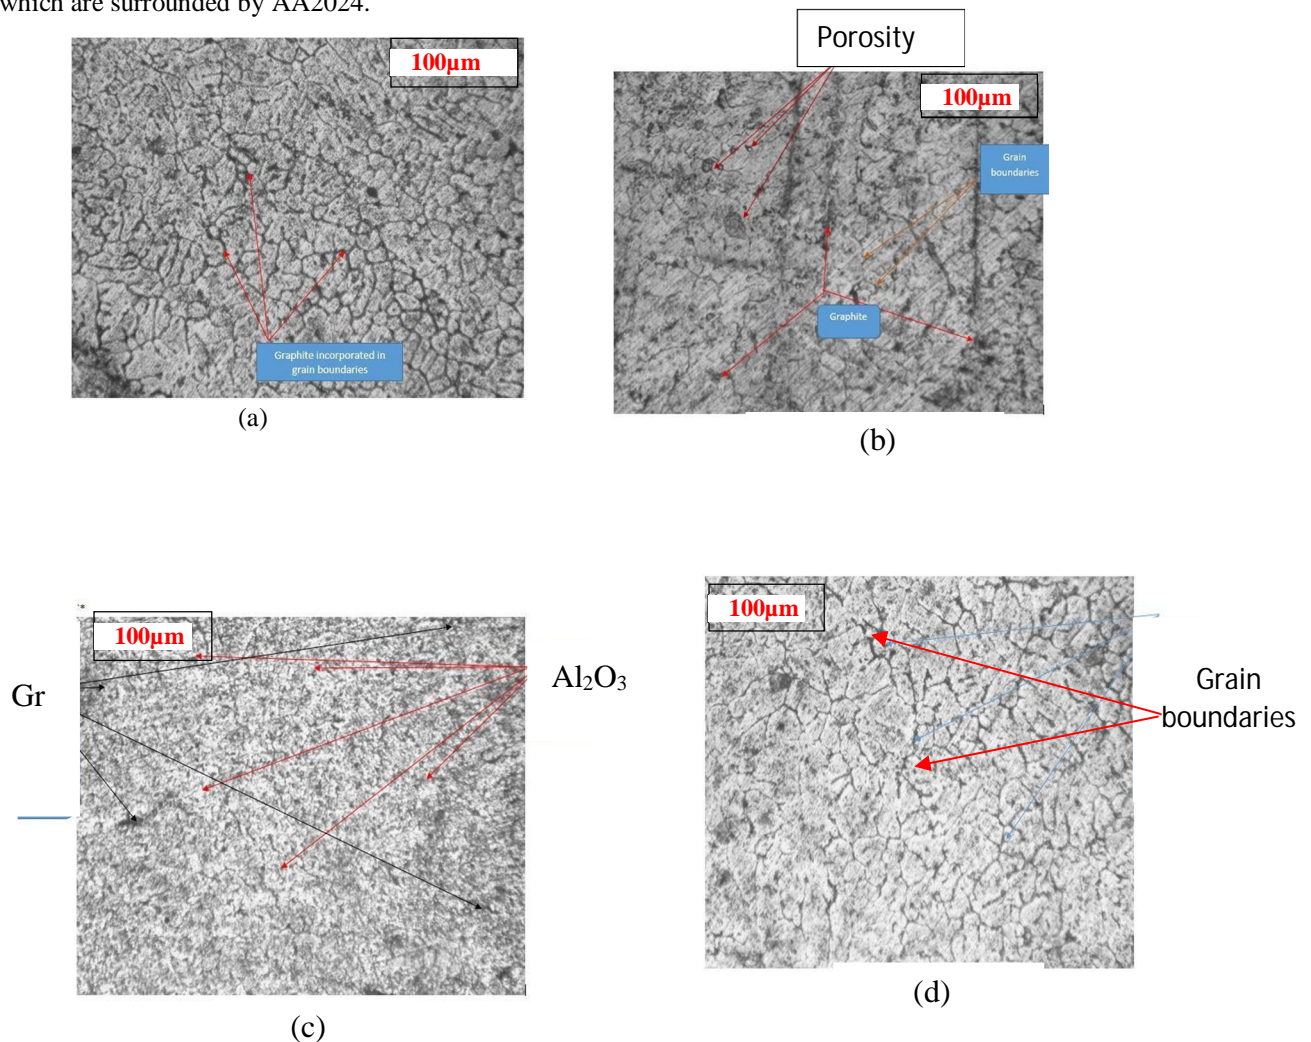 which are surrounded by AA2024.
100µm
Graphite incorporated in
grain boundaries
(a)
Porosity
100µm
Grain
boundaries
Graphite
(b)
100µm
Gr
Al₂O₃
(c)
100µm
Grain
boundaries
(d)